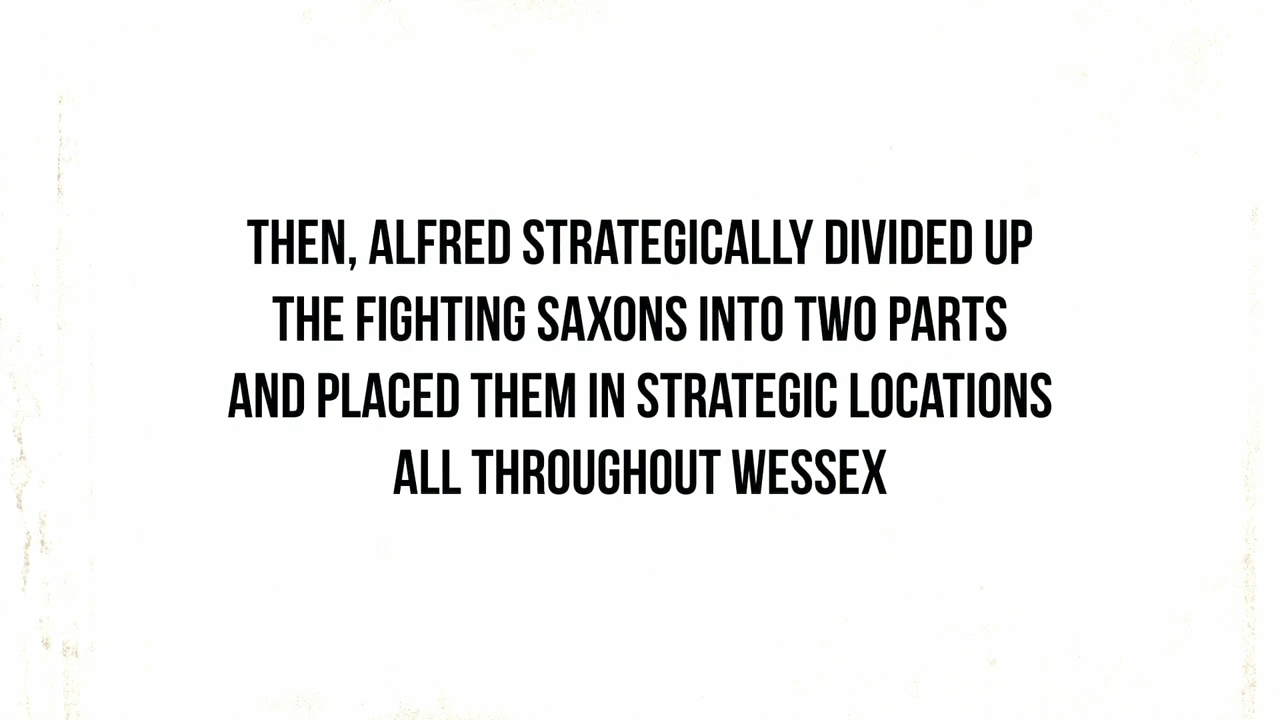 THEN, ALFRED STRATEGICALLY DIVIDED UP
THE FIGHTING SAXONS INTO TWO PARTS
AND PLACED THEM IN STRATEGIC LOCATIONS
ALL THROUGHOUT WESSEX